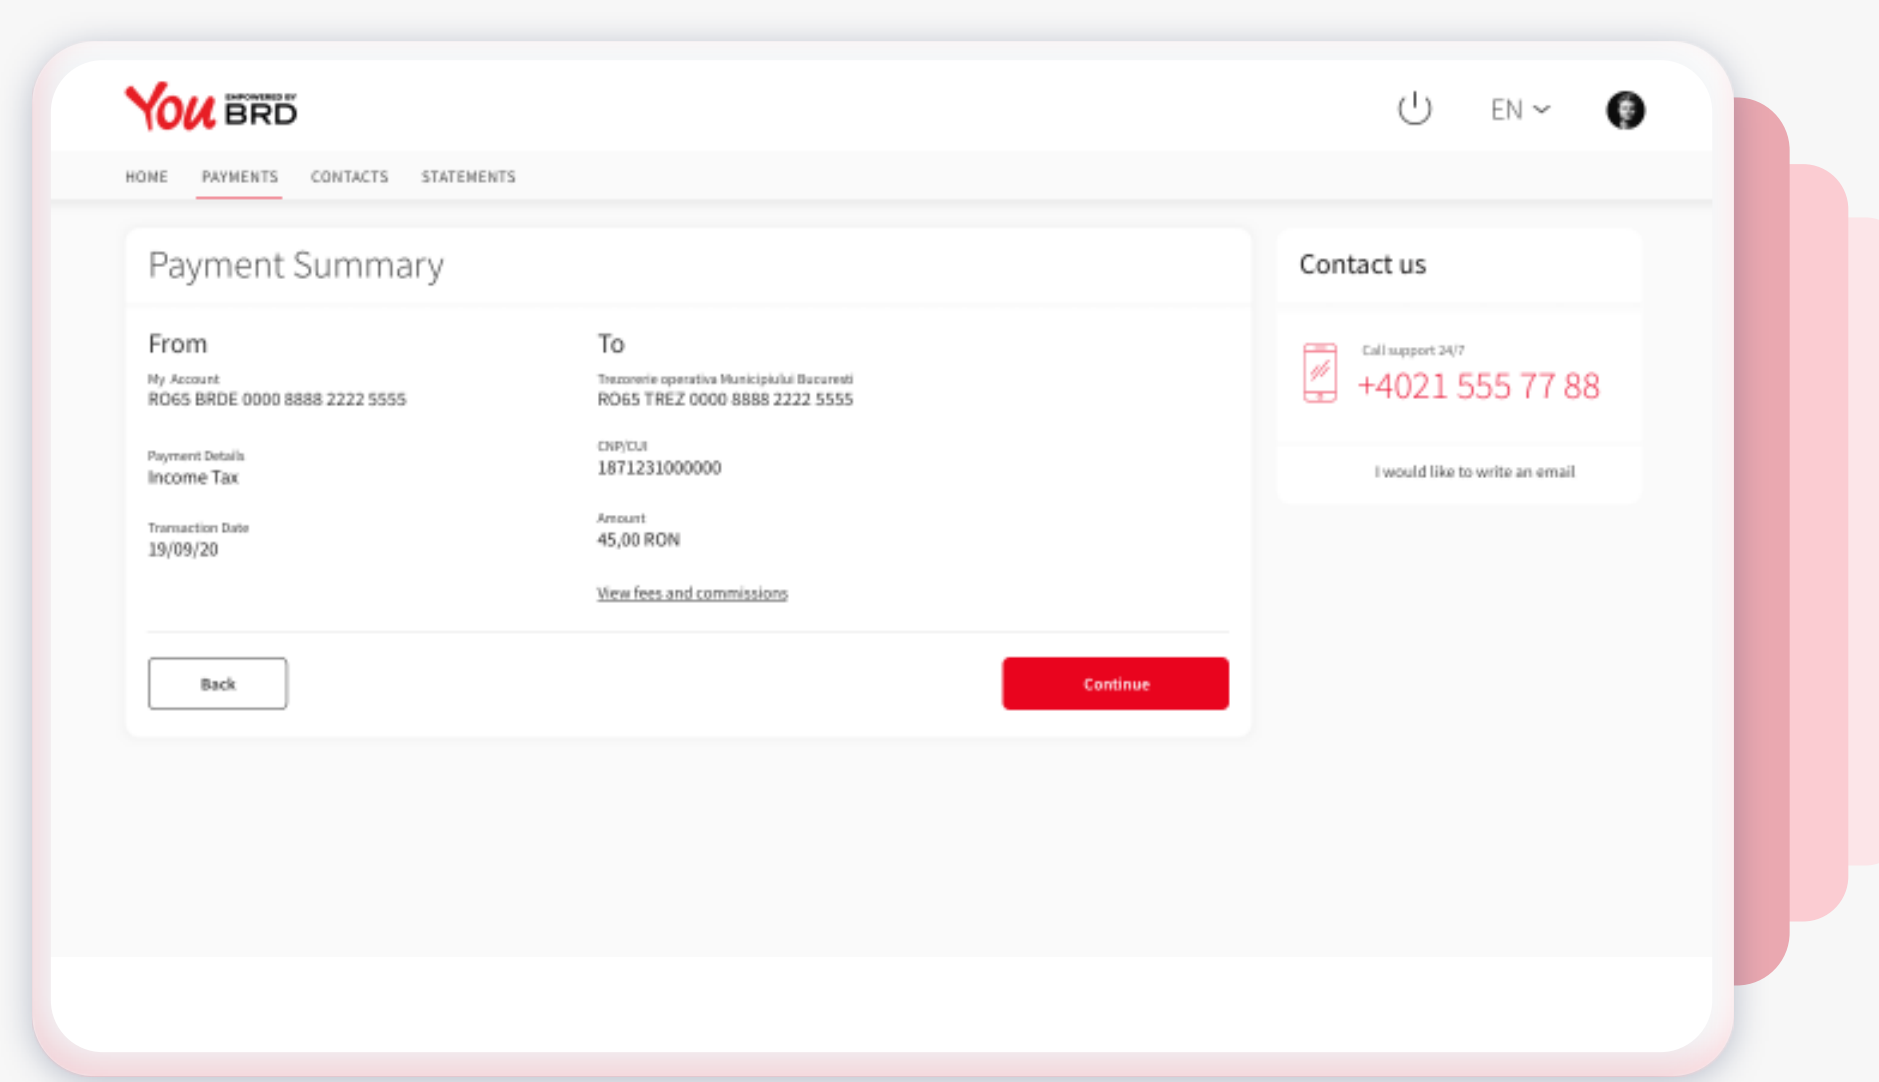 You EMPOWERED BY
BRD
EN
HOME PAYMENTS CONTACTS STATEMENTS
Payment Summary
From
My Account
RO65 BRDE 0000 8888 2222 5555
Payment Details
Income Tax
Transaction Date
19/09/20
To
Trezorerie operativa Municipiului Bucuresti
RO65 TREZ 0000 8888 2222 5555
CNP/CUI
1871231000000
Amount
45,00 RON
View fees and commissions
Back
Continue
Contact us
Call support 24/7
+4021 555 77 88
I would like to write an email